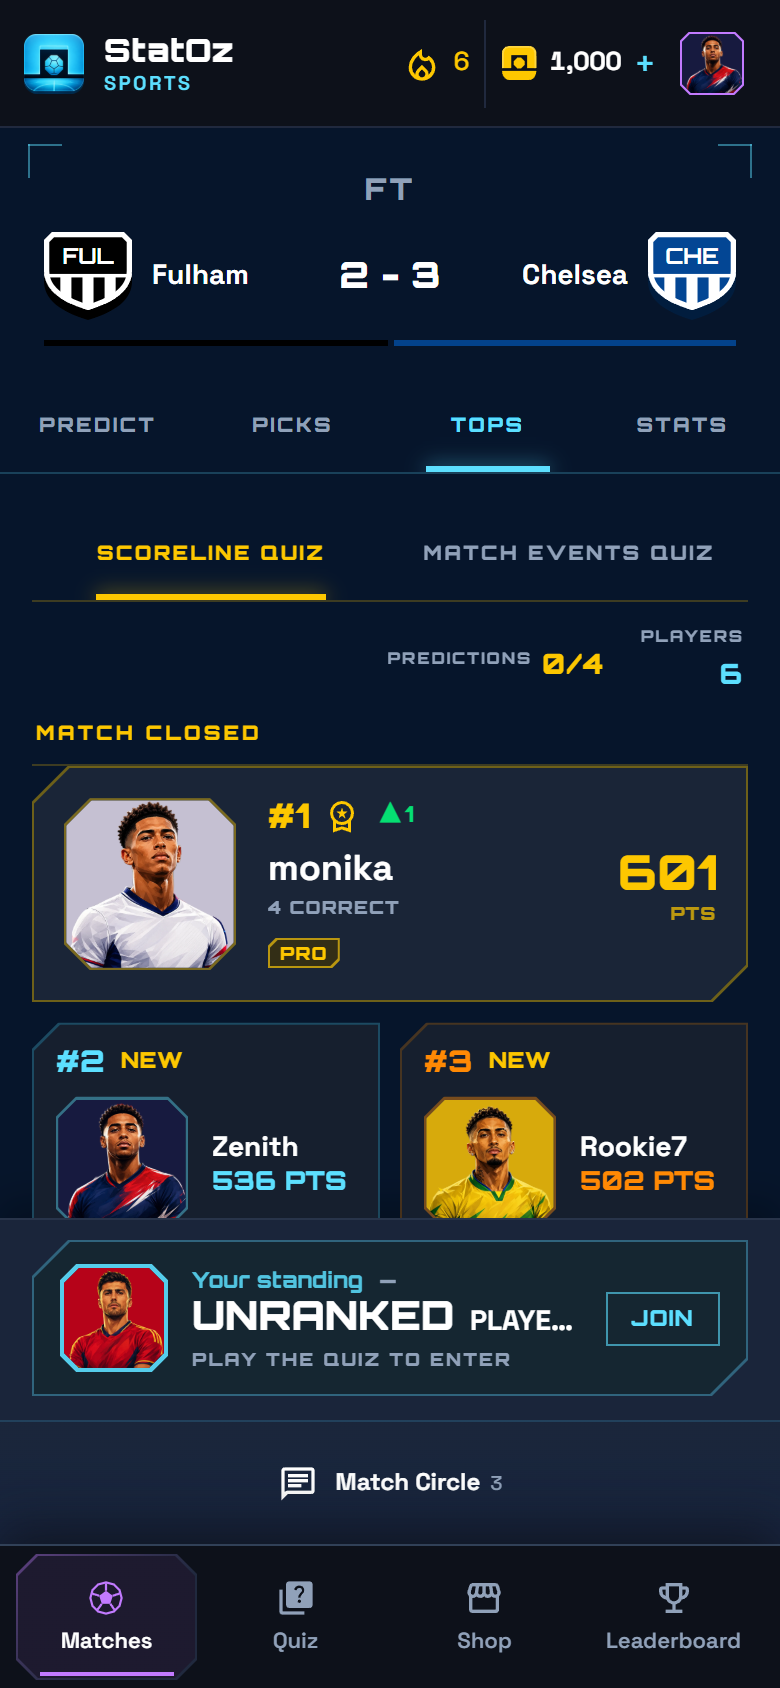 StatOz
SPORTS
6
1,000 +
FT
FUL
Fulham
2 - 3
Chelsea
CHE
PREDICT
PICKS
TOPS
STATS
SCORELINE QUIZ
MATCH EVENTS QUIZ
PREDICTIONS 0/4
PLAYERS
6
MATCH CLOSED
#1 ▲1
monika
4 CORRECT
PRO
601
PTS
#2 NEW
Zenith
536 PTS
#3 NEW
Rookie7
502 PTS
Your standing —
UNRANKED PLAYE...
PLAY THE QUIZ TO ENTER
JOIN
Match Circle 3
Matches
Quiz
Shop
Leaderboard